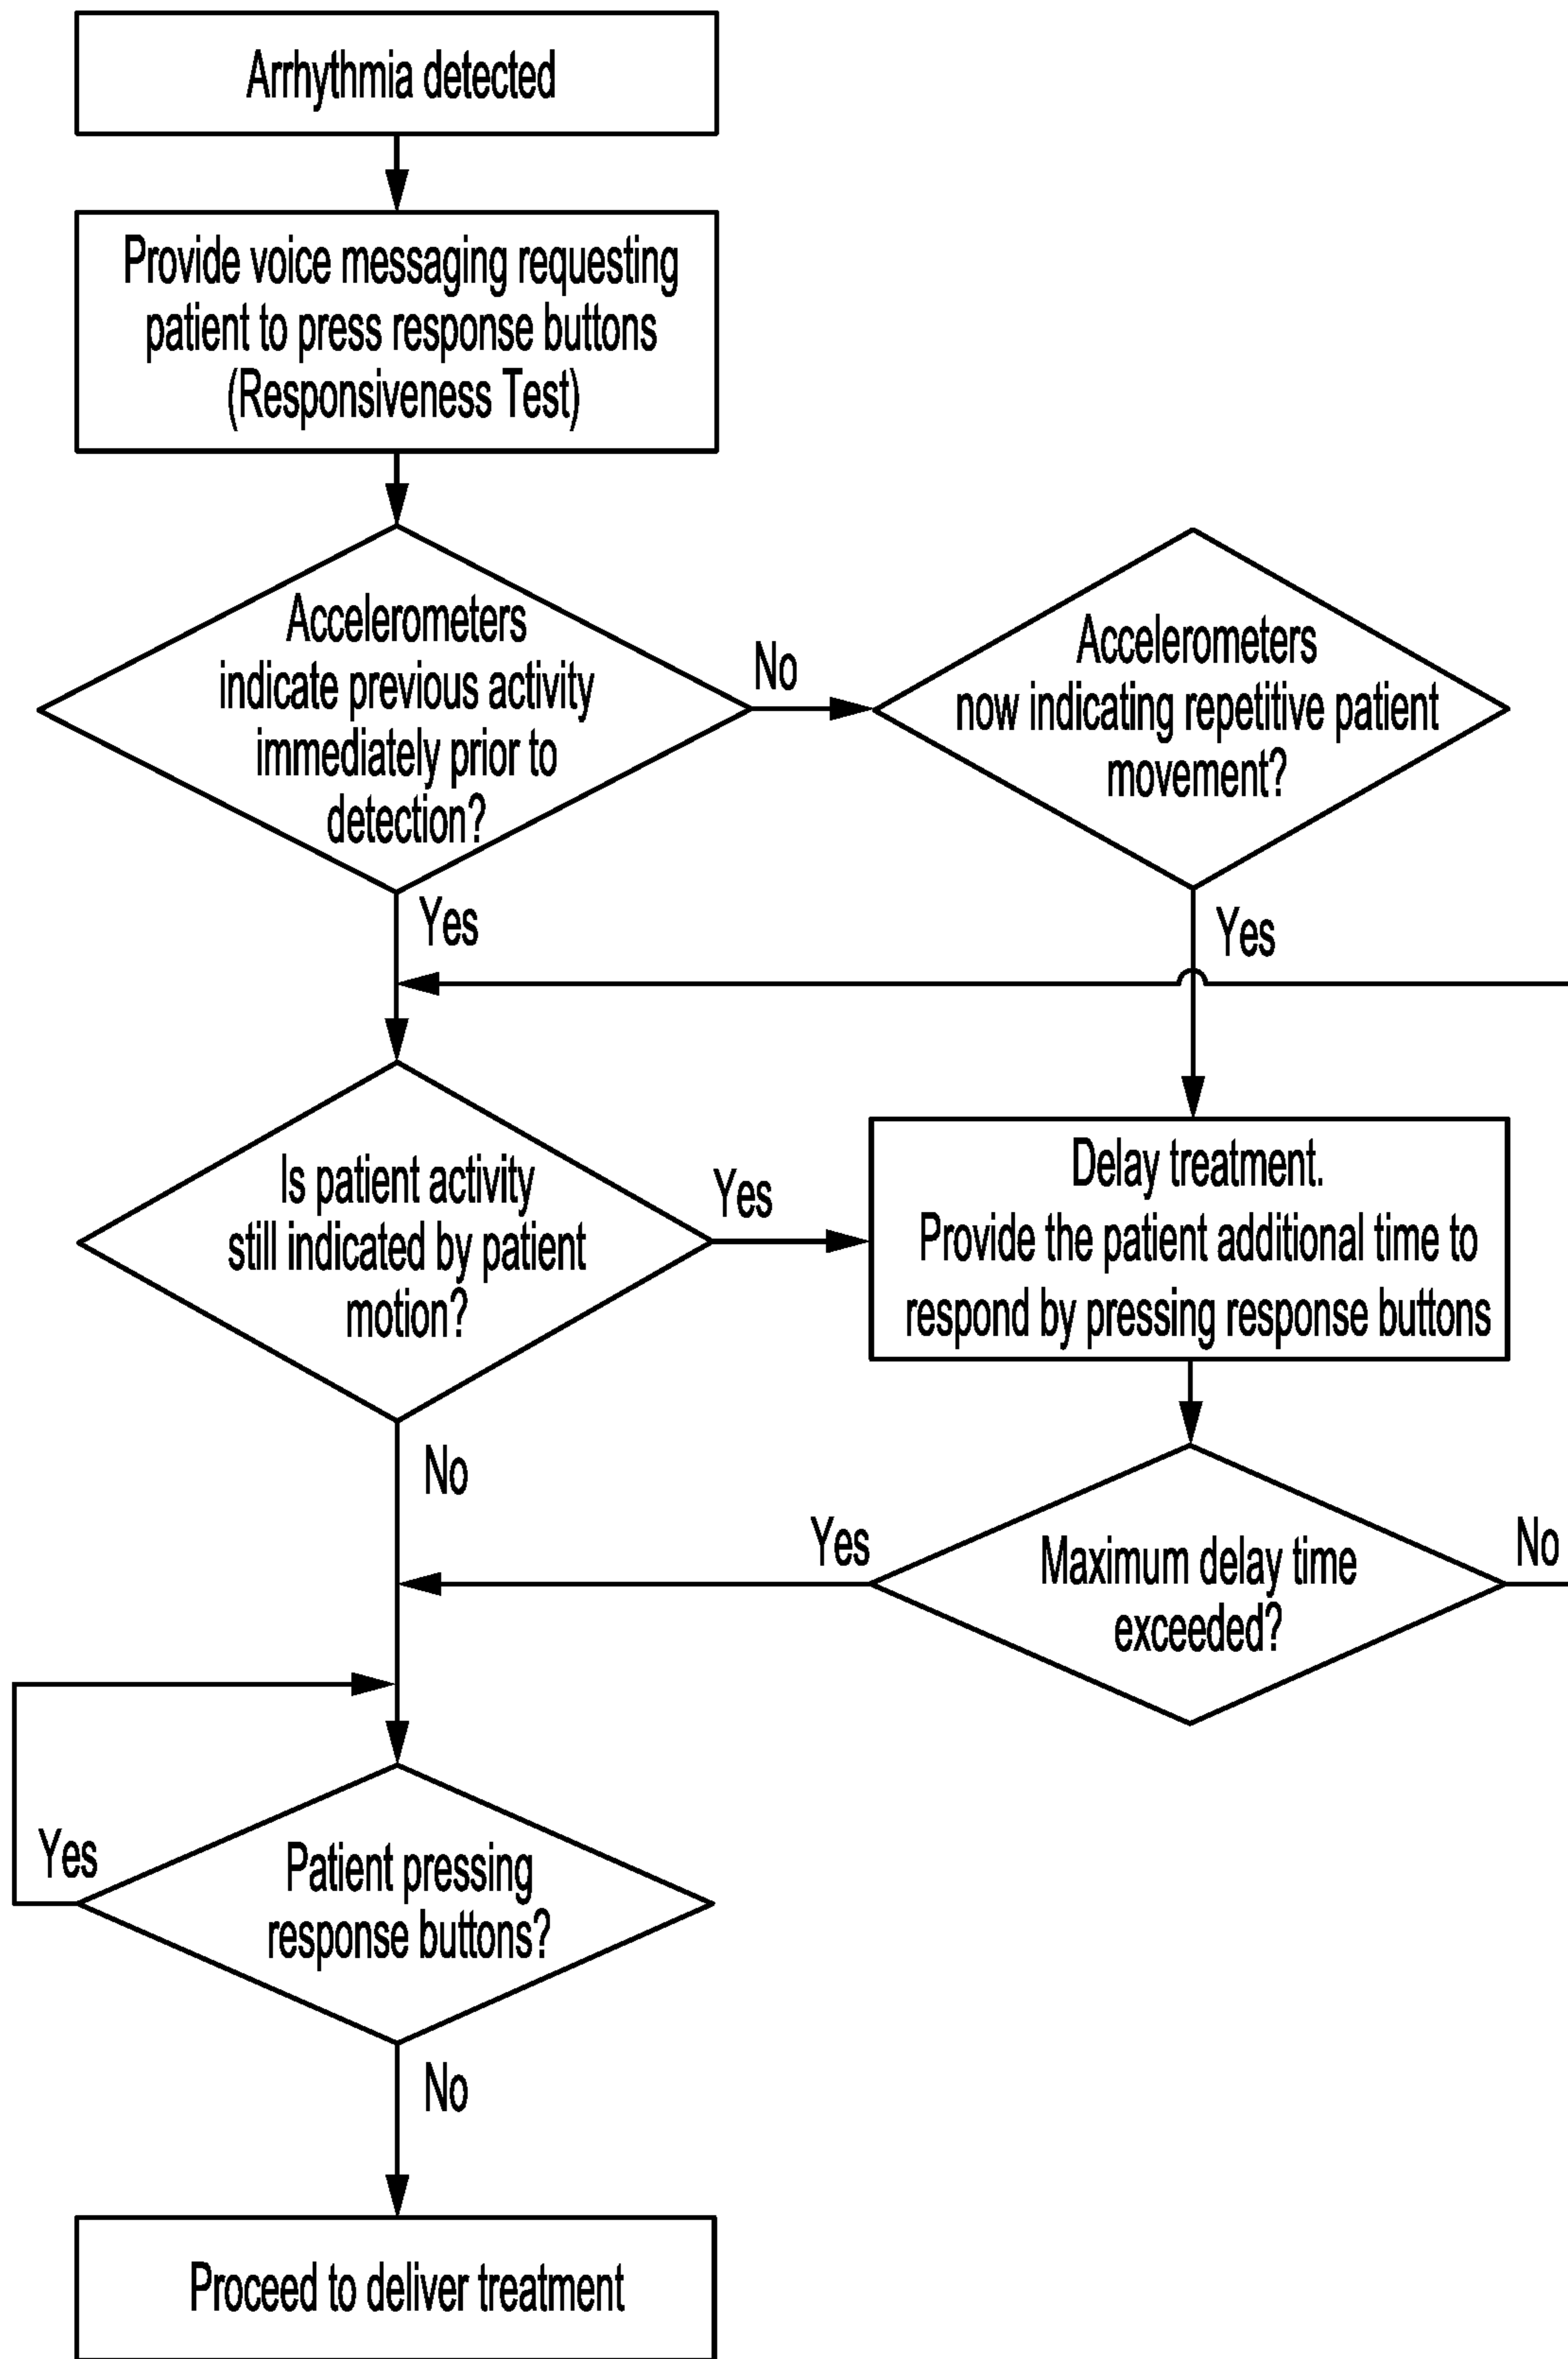 Arrhythmia detected
Provide voice messaging requesting
patient to press response buttons
(Responsiveness Test)
Accelerometers
indicate previous activity
immediately prior to
detection?
No
Accelerometers
now indicating repetitive patient
movement?
Yes
Yes
Is patient activity
still indicated by patient
motion?
Yes
Delay treatment.
Provide the patient additional time to
respond by pressing response buttons
No
Yes
Maximum delay time
exceeded?
No
Yes
Patient pressing
response buttons?
No
Proceed to deliver treatment